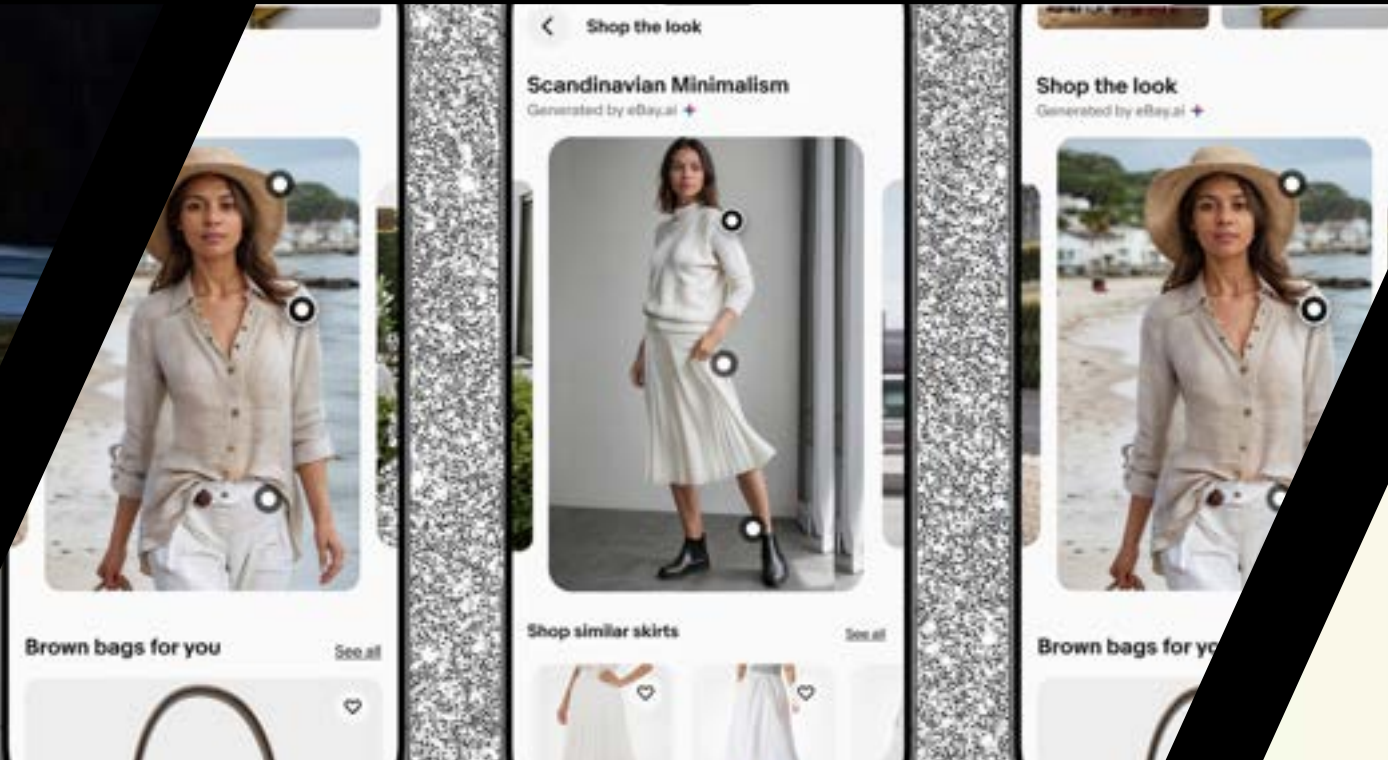 Brown bags for you
See all
Shop the look
Scandinavian Minimalism
Generated by eBay.ai
Shop similar skirts
See all
Shop the look
Generated by eBay.ai
Brown bags for yo